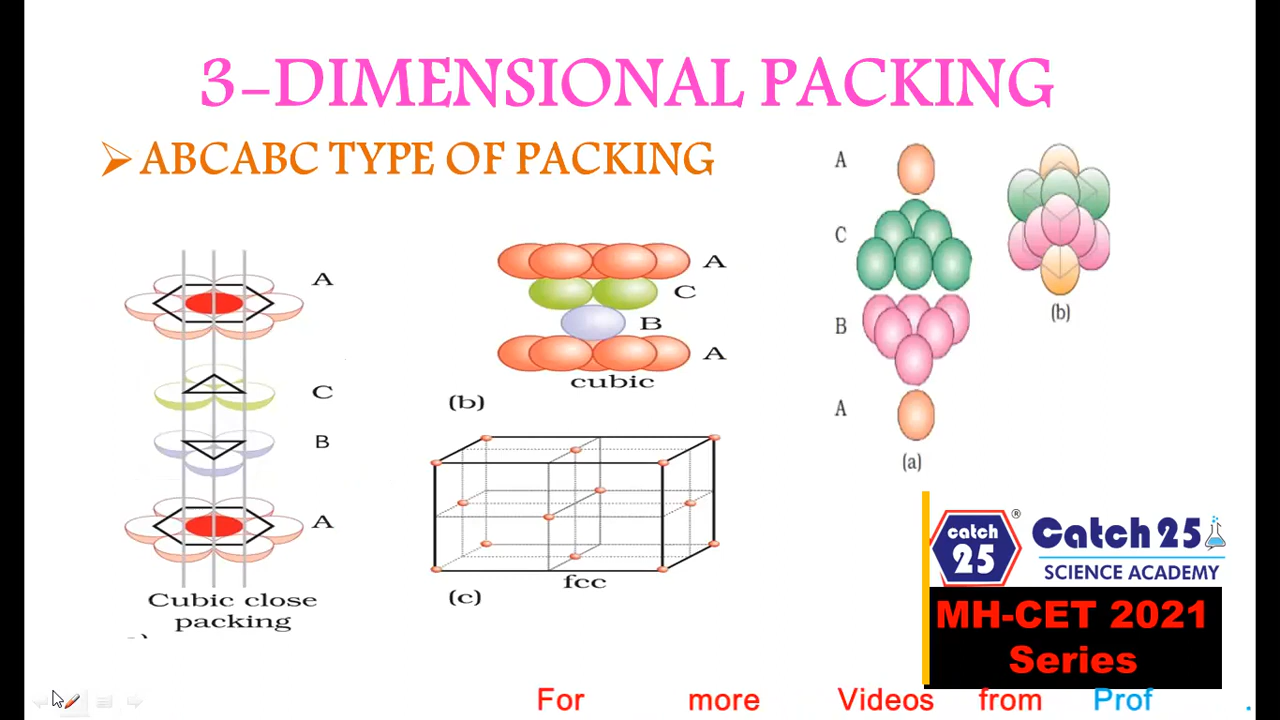 3-DIMENSIONAL PACKING
ABCABC TYPE OF PACKING
A
C
B
A
Cubic close
packing
A
C
B
A
cubic
(b)
fcc
(c)
A
C
B
A
(a)
(b)
catch
25
®
Catch 25
SCIENCE ACADEMY
MH-CET 2021
Series
For more Videos from Prof .